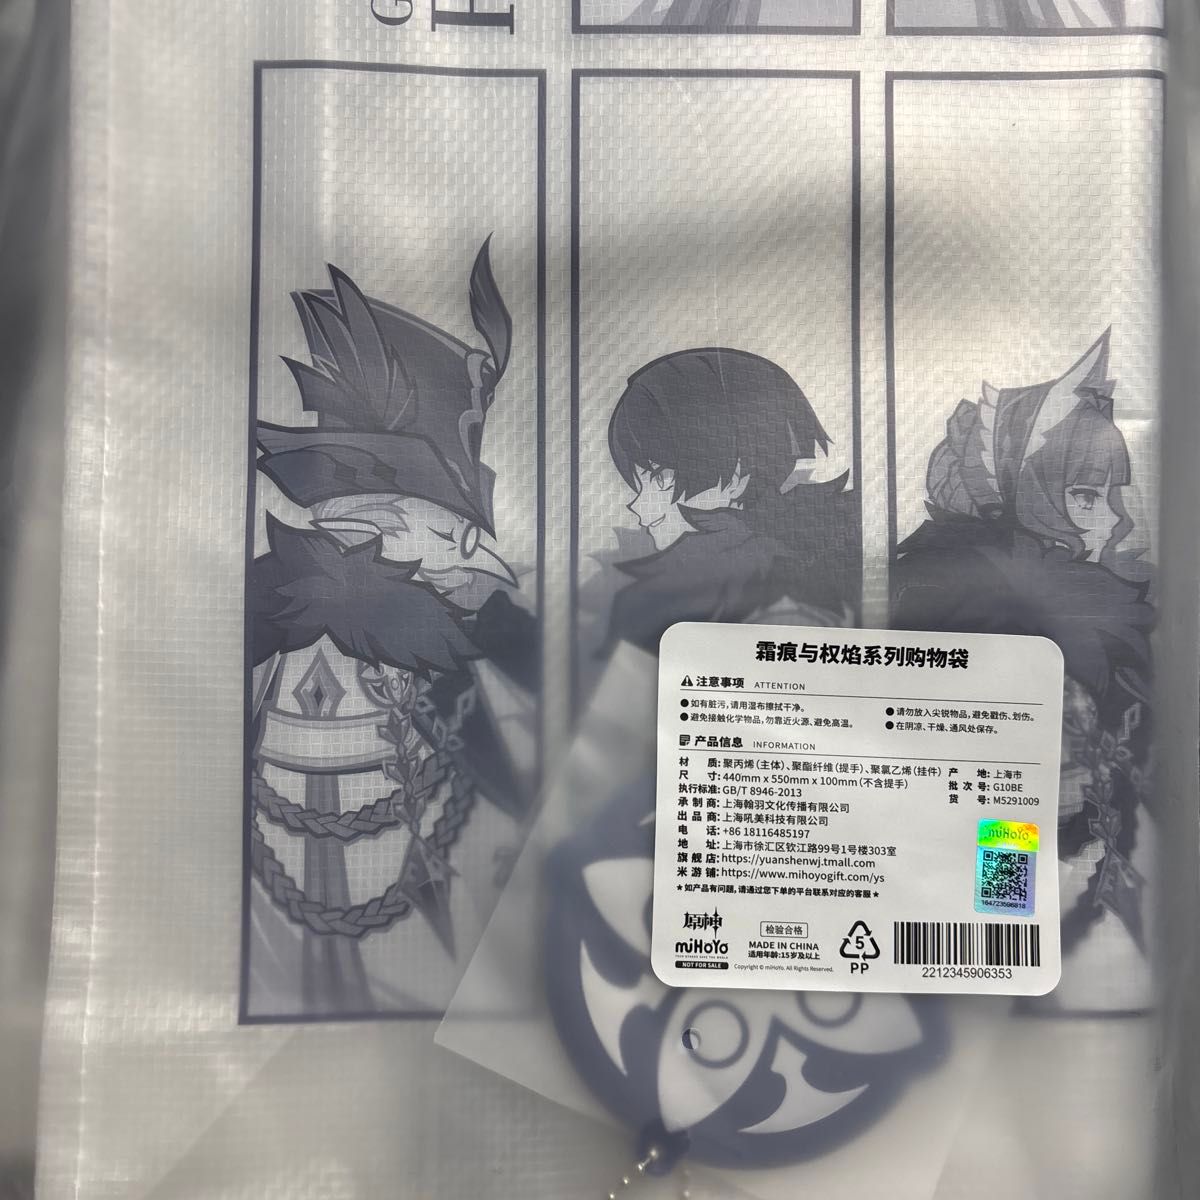 霜痕与权焰系列购物袋
注意事项 ATTENTION
●如有脏污,请用湿布擦拭干净。
●避免接触化学物品,勿靠近火源、避免高温。
●请勿放入尖锐物品,避免戳伤、划伤。
●在阴凉、干燥、通风处保存。
产品信息 INFORMATION
材 质:聚丙烯(主体)、聚酯纤维(提手)、聚氯乙烯(挂件)
尺 寸:440mm x 550mm x 100mm(不含提手)
执行标准:GB/T 8946-2013
承 制 商:上海翰羽文化传播有限公司
出 品 商:上海吼美科技有限公司
电 话:+86 18116485197
地 址:上海市徐汇区钦江路99号1号楼303室
旗 舰 店:https://yuanshenwj.tmall.com
米 游 铺:https://www.mihoyogift.com/ys
产 地:上海市
批 次 号:G10BE
货 号:M5291009
★如产品有问题,请通过您下单的平台联系对应的客服★
miHoYo
164723596818
原神
miHoYo
TECH OTAKUS SAVE THE WORLD
NOT FOR SALE
检验合格
MADE IN CHINA
适用年龄:15岁及以上
Copyright © miHoYo. All Rights Reserved.
5
PP
2212345906353